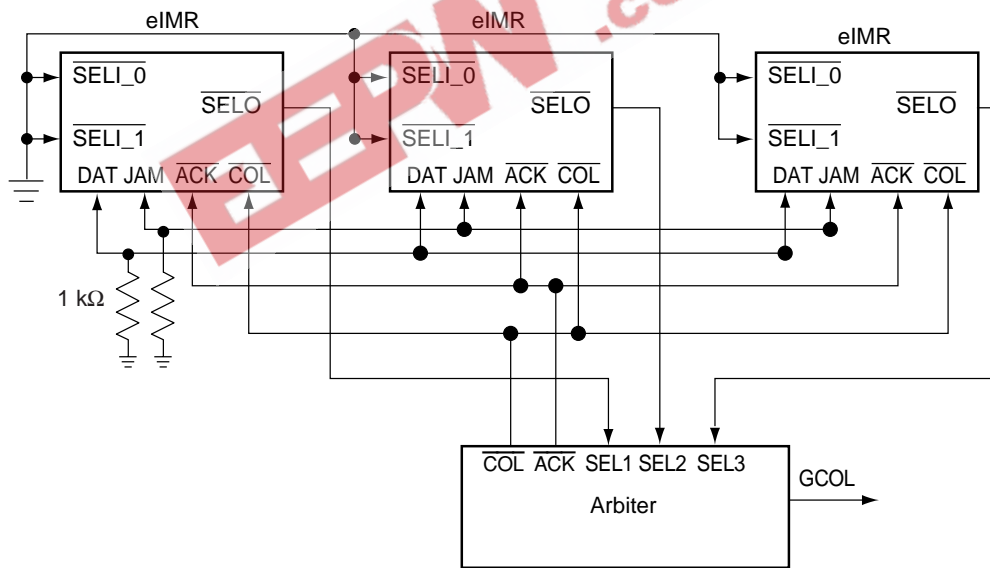 eIMR
eIMR
eIMR
SELI_0
SELO
SELI_1
DAT JAM ACK COL
SELI_0
SELO
SELI_1
DAT JAM ACK COL
SELI_0
SELO
SELI_1
DAT JAM ACK COL
1 kΩ
COL ACK SEL1 SEL2 SEL3
Arbiter
GCOL